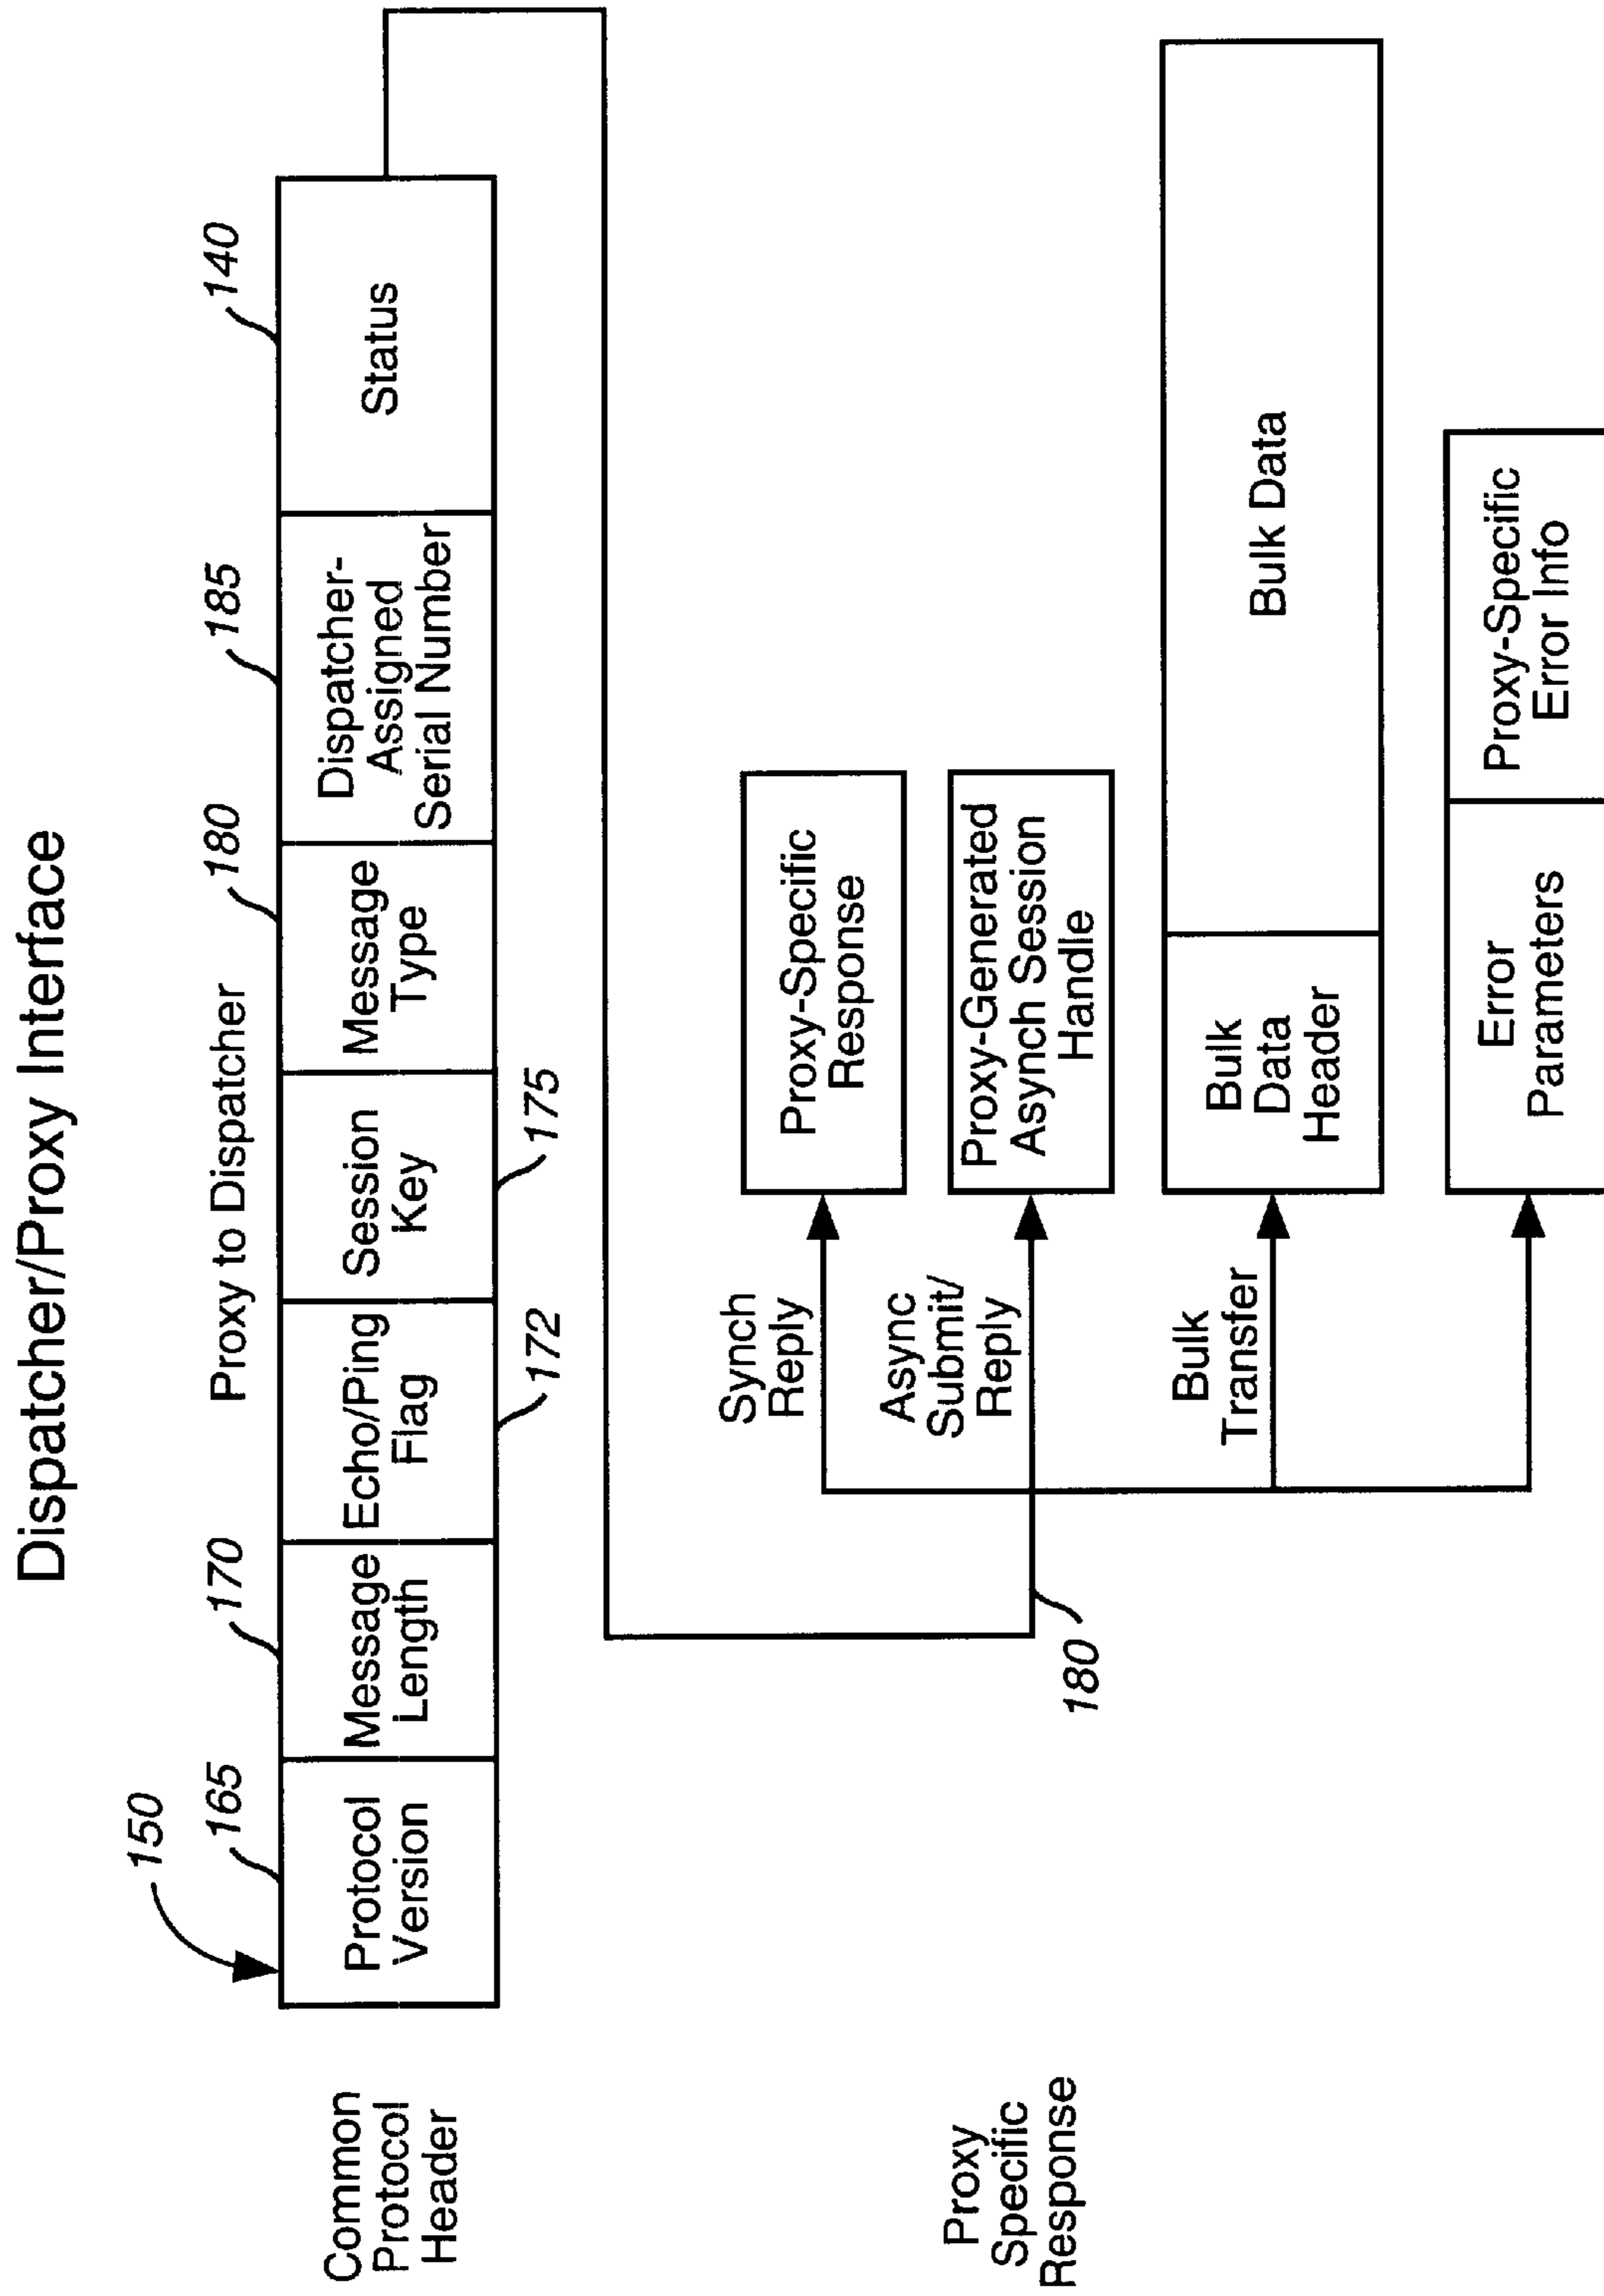 Dispatcher/Proxy Interface
Proxy to Dispatcher
150
165
170
180
185
140
Common
Protocol
Header
Protocol
Version
Message
Length
Echo/Ping
Flag
Session
Key
Message
Type
Dispatcher-
Assigned
Serial Number
Status
172
175
Proxy
Specific
Response
180
Synch
Reply
Proxy-Specific
Response
Async
Submit/
Reply
Proxy-Generated
Asynch Session
Handle
Bulk
Transfer
Bulk
Data
Header
Bulk Data
Error
Parameters
Proxy-Specific
Error Info